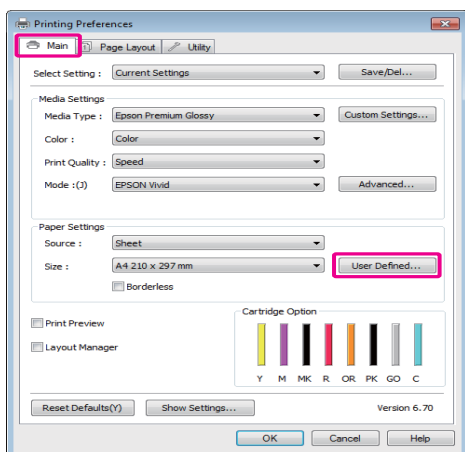 Printing Preferences
Main Page Layout Utility
Select Setting : Current Settings Save/Del...
Media Settings
Media Type : Epson Premium Glossy Custom Settings...
Color : Color
Print Quality : Speed
Mode :(J) EPSON Vivid Advanced...
Paper Settings
Source : Sheet
Size : A4 210 x 297 mm User Defined...
Borderless
Cartridge Option
Print Preview
Layout Manager
Y M MK R OR PK GO C
Reset Defaults(Y) Show Settings... Version 6.70
OK Cancel Help